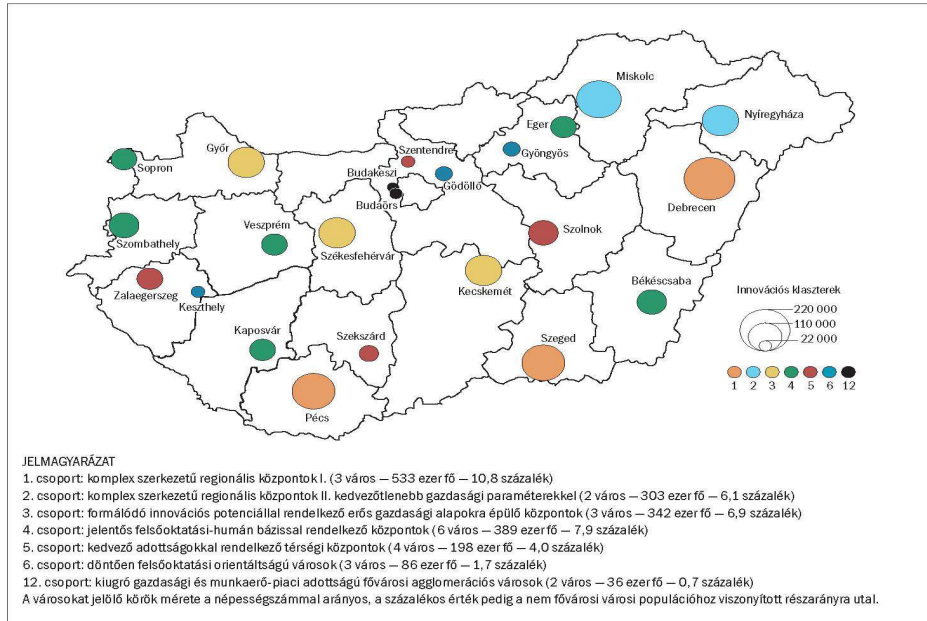 Miskolc
Nyíregyháza
Eger
Gyöngyös
Szentendre
Győr
Sopron
Budakeszi
Gödöllő
Budaörs
Debrecen
Veszprém
Szombathely
Székesfehérvár
Szolnok
Zalaegerszeg
Keszthely
Kecskemét
Békéscsaba
Innovációs klaszterek
220 000
110 000
22 000
Kaposvár
Szekszárd
Szeged
Pécs
1 2 3 4 5 6 12
JELMAGYARÁZAT
1. csoport: komplex szerkezetű regionális központok I. (3 város — 533 ezer fő — 10,8 százalék)
2. csoport: komplex szerkezetű regionális központok II. kedvezőtlenebb gazdasági paraméterekkel (2 város — 303 ezer fő — 6,1 százalék)
3. csoport: formálódó innovációs potenciállal rendelkező erős gazdasági alapokra épülő központok (3 város — 342 ezer fő — 6,9 százalék)
4. csoport: jelentős felsőoktatási-humán bázissal rendelkező központok (6 város — 389 ezer fő — 7,9 százalék)
5. csoport: kedvező adottságokkal rendelkező térségi központok (4 város — 198 ezer fő — 4,0 százalék)
6. csoport: döntően felsőoktatási orientáltságú városok (3 város — 86 ezer fő — 1,7 százalék)
12. csoport: kiugró gazdasági és munkaerő-piaci adottságú fővárosi agglomerációs városok (2 város — 36 ezer fő — 0,7 százalék)
A városokat jelölő körök mérete a népességszámmal arányos, a százalékos érték pedig a nem fővárosi városi populációhoz viszonyított részarányra utal.